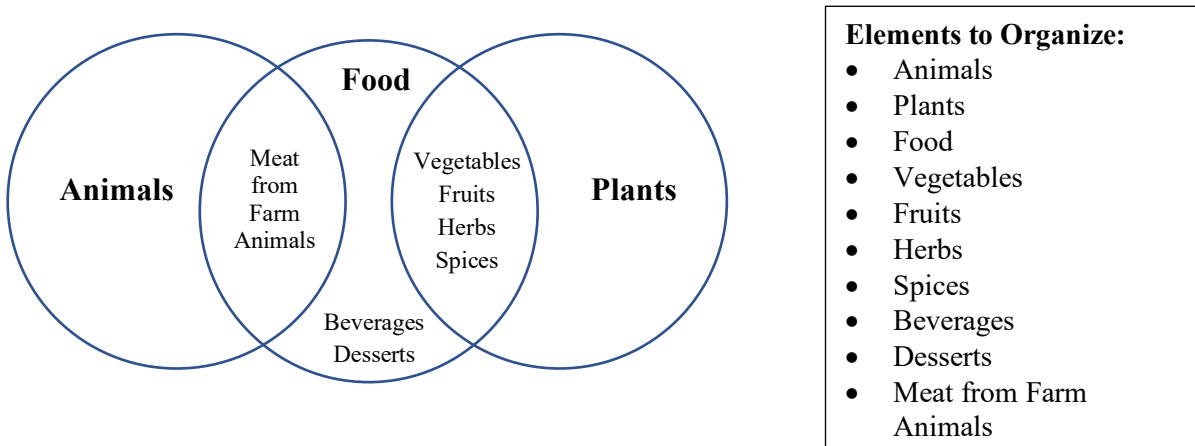 Food
Animals
Meat
from
Farm
Animals
Vegetables
Fruits
Herbs
Spices
Plants
Beverages
Desserts
Elements to Organize:
• Animals
• Plants
• Food
• Vegetables
• Fruits
• Herbs
• Spices
• Beverages
• Desserts
• Meat from Farm
Animals